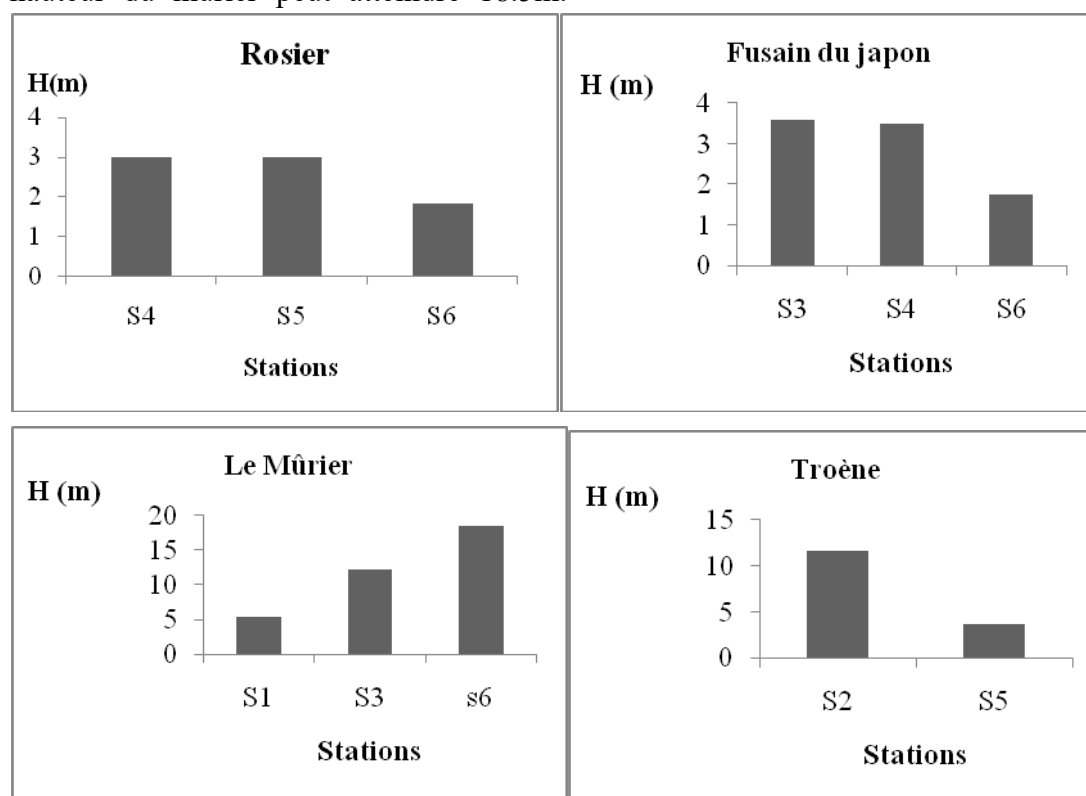 Rosier
H(m)
4
3
2
1
0
S4 S5 S6
Stations
Fusain du japon
H (m)
4
3
2
1
0
S3 S4 S6
Stations
Le Mûrier
H (m)
20
15
10
5
0
S1 S3 s6
Stations
Troène
H (m)
15
10
5
0
S2 S5
Stations